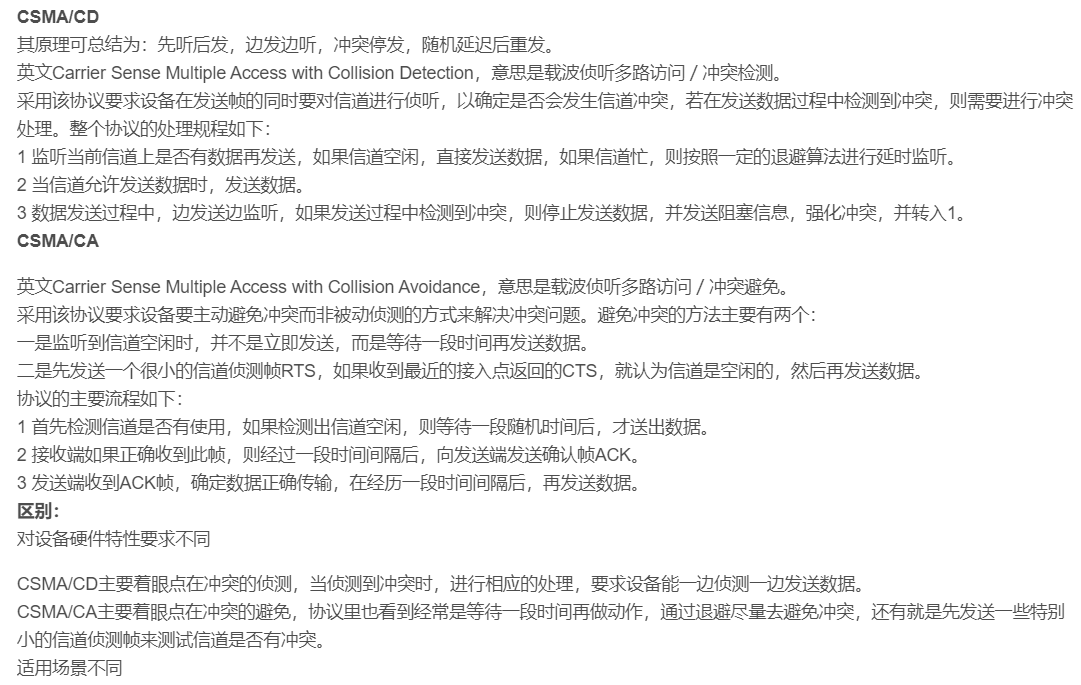 CSMA/CD
其原理可总结为：先听后发，边发边听，冲突停发，随机延迟后重发。
英文Carrier Sense Multiple Access with Collision Detection，意思是载波侦听多路访问 / 冲突检测。
采用该协议要求设备在发送帧的同时要对信道进行侦听，以确定是否会发生信道冲突，若在发送数据过程中检测到冲突，则需要进行冲突
处理。整个协议的处理规程如下：
1 监听当前信道上是否有数据再发送，如果信道空闲，直接发送数据，如果信道忙，则按照一定的退避算法进行延时监听。
2 当信道允许发送数据时，发送数据。
3 数据发送过程中，边发送边监听，如果发送过程中检测到冲突，则停止发送数据，并发送阻塞信息，强化冲突，并转入1。
CSMA/CA
英文Carrier Sense Multiple Access with Collision Avoidance，意思是载波侦听多路访问 / 冲突避免。
采用该协议要求设备要主动避免冲突而非被动侦测的方式来解决冲突问题。避免冲突的方法主要有两个：
一是监听到信道空闲时，并不是立即发送，而是等待一段时间再发送数据。
二是先发送一个很小的信道侦测帧RTS，如果收到最近的接入点返回的CTS，就认为信道是空闲的，然后再发送数据。
协议的主要流程如下：
1 首先检测信道是否有使用，如果检测出信道空闲，则等待一段随机时间后，才送出数据。
2 接收端如果正确收到此帧，则经过一段时间间隔后，向发送端发送确认帧ACK。
3 发送端收到ACK帧，确定数据正确传输，在经历一段时间间隔后，再发送数据。
区别：
对设备硬件特性要求不同
CSMA/CD主要着眼点在冲突的侦测，当侦测到冲突时，进行相应的处理，要求设备能一边侦测一边发送数据。
CSMA/CA主要着眼点在冲突的避免，协议里也看到经常是等待一段时间再做动作，通过退避尽量去避免冲突，还有就是先发送一些特别
小的信道侦测帧来测试信道是否有冲突。
适用场景不同